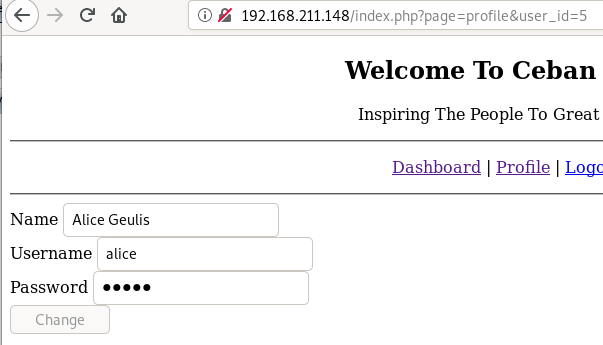 192.168.211.148/index.php?page=profile&user_id=5
Welcome To Ceban
Inspiring The People To Great
Dashboard | Profile | Logo
Name Alice Geulis
Username alice
Password •••••
Change